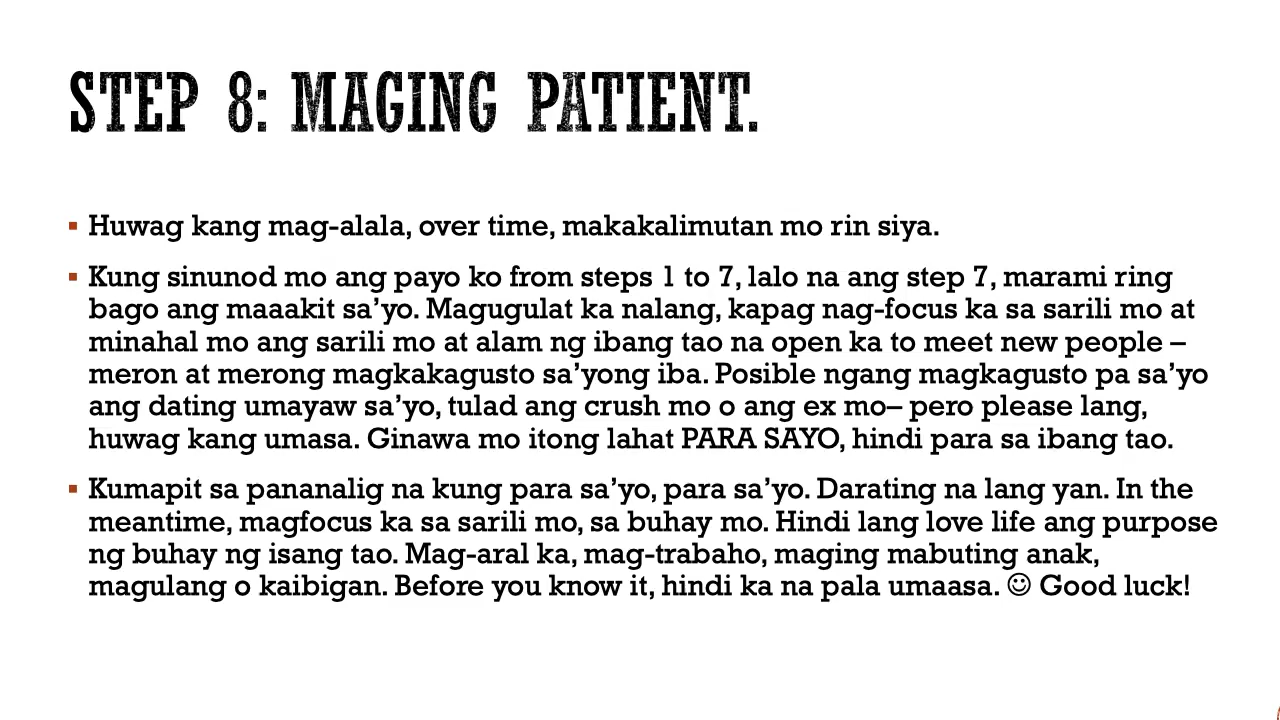 STEP 8: MAGING PATIENT.
▪ Huwag kang mag-alala, over time, makakalimutan mo rin siya.
▪ Kung sinunod mo ang payo ko from steps 1 to 7, lalo na ang step 7, marami ring
bago ang maaakit sa’yo. Magugulat ka nalang, kapag nag-focus ka sa sarili mo at
minahal mo ang sarili mo at alam ng ibang tao na open ka to meet new people –
meron at merong magkakagusto sa’yong iba. Posible ngang magkagusto pa sa’yo
ang dating umayaw sa’yo, tulad ang crush mo o ang ex mo– pero please lang,
huwag kang umasa. Ginawa mo itong lahat PARA SAYO, hindi para sa ibang tao.
▪ Kumapit sa pananalig na kung para sa’yo, para sa’yo. Darating na lang yan. In the
meantime, magfocus ka sa sarili mo, sa buhay mo. Hindi lang love life ang purpose
ng buhay ng isang tao. Mag-aral ka, mag-trabaho, maging mabuting anak,
magulang o kaibigan. Before you know it, hindi ka na pala umaasa. ☺ Good luck!